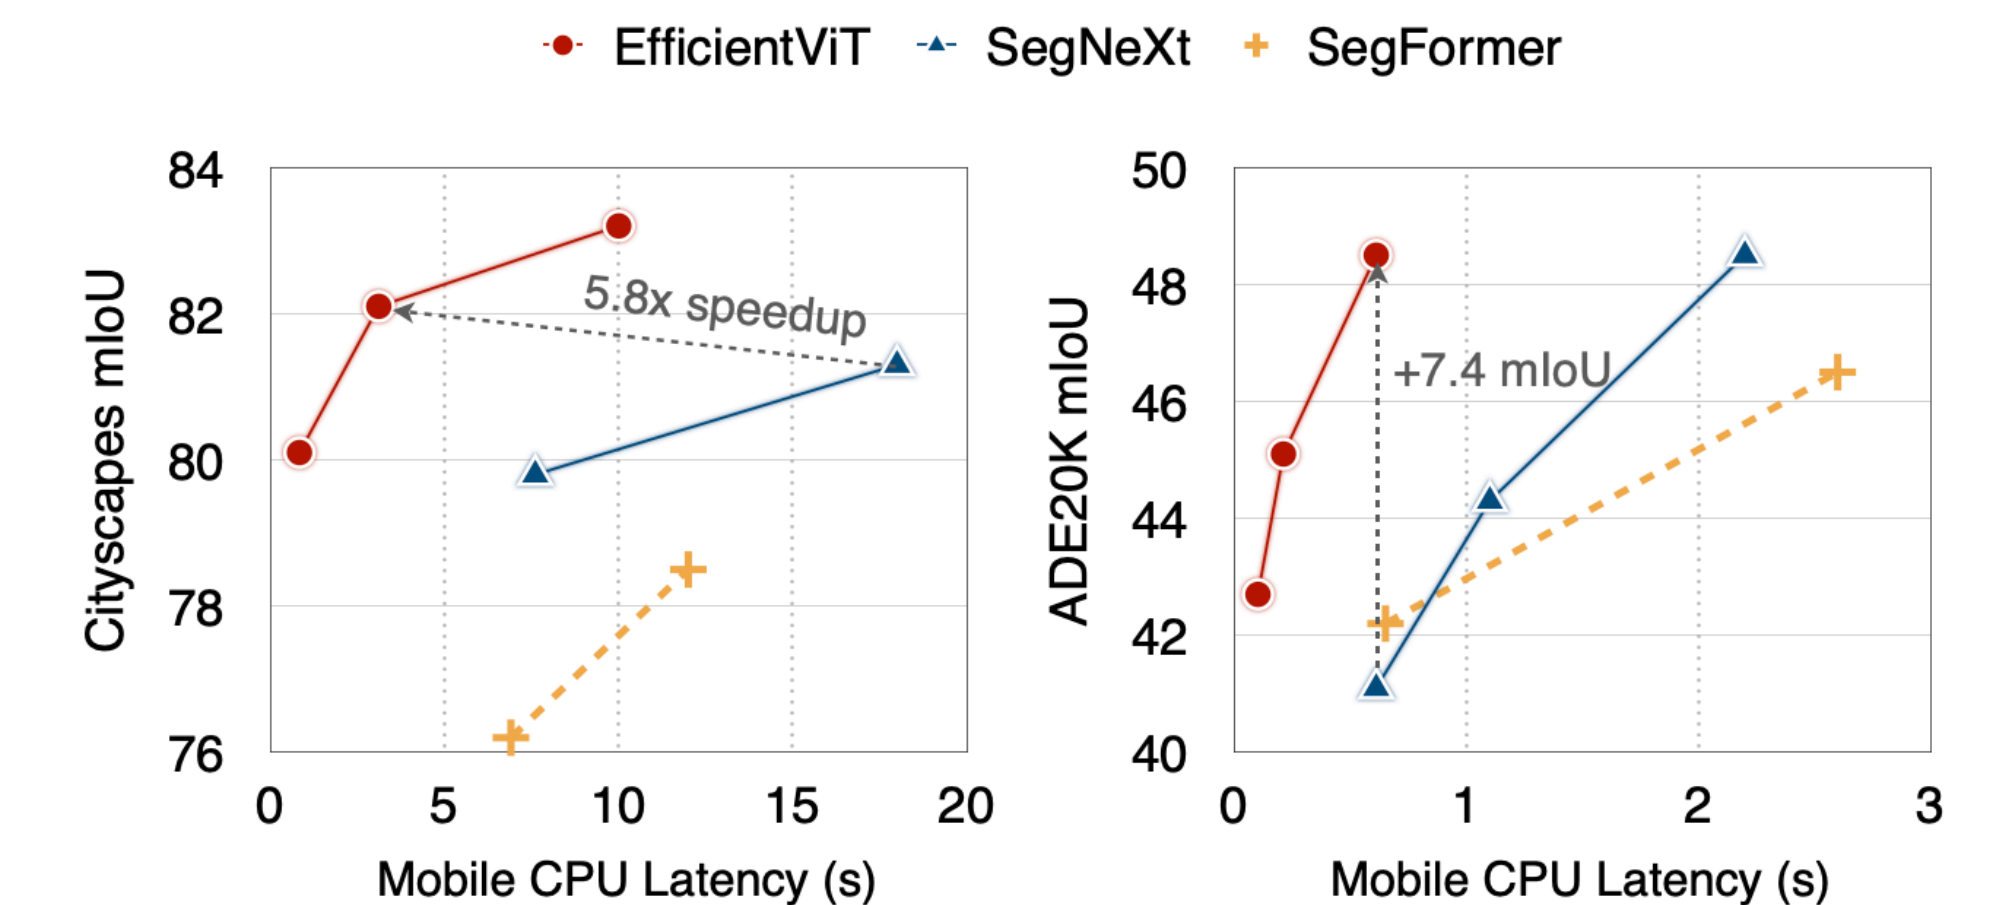 EfficientViT SegNeXt SegFormer
84
82
80
78
76
Cityscapes mIoU
5.8x speedup
0 5 10 15 20
Mobile CPU Latency (s)
50
48
46
44
42
40
ADE20K mIoU
+7.4 mIoU
0 1 2 3
Mobile CPU Latency (s)